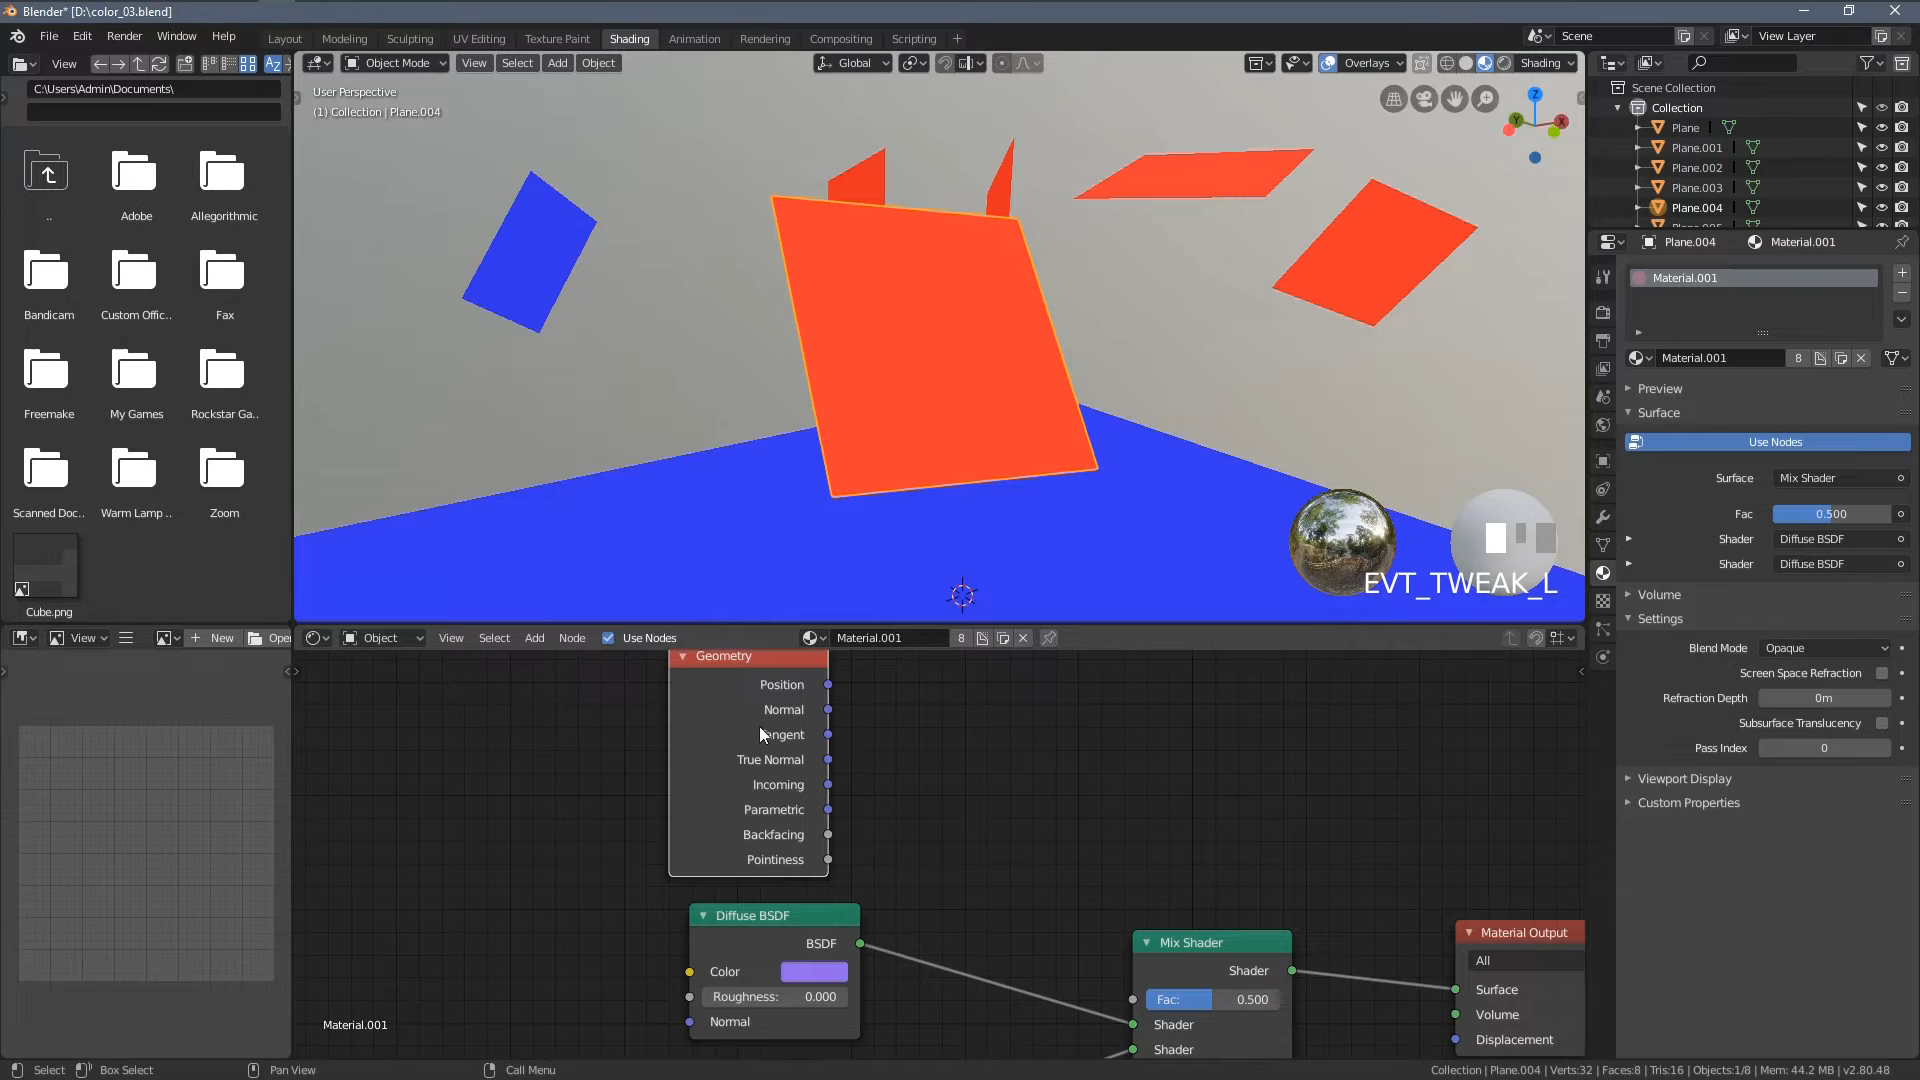 Blender* [D:\color_03.blend]
File Edit Render Window Help
Layout Modeling Sculpting UV Editing Texture Paint Shading Animation Rendering Compositing Scripting +
Scene
View Layer
View
C:\Users\Admin\Documents\
..
Adobe
Allegorithmic
Bandicam
Custom Offic..
Fax
Freemake
My Games
Rockstar Ga..
Scanned Doc..
Warm Lamp ..
Zoom
Cube.png
Object Mode View Select Add Object
Global
Overlays
Shading
User Perspective
(1) Collection | Plane.004
Z
Y
X
EVT_TWEAK_L
Scene Collection
Collection
Plane
Plane.001
Plane.002
Plane.003
Plane.004
Plane.004 Material.001
Material.001
Material.001 8
Preview
Surface
Use Nodes
Surface Mix Shader
Fac 0.500
Shader Diffuse BSDF
Shader Diffuse BSDF
Volume
Settings
Blend Mode Opaque
Screen Space Refraction
Refraction Depth 0m
Subsurface Translucency
Pass Index 0
Viewport Display
Custom Properties
View New Open
Object View Select Add Node Use Nodes Material.001 8
Geometry
Position
Normal
True Normal
Incoming
Parametric
Backfacing
Pointiness
Diffuse BSDF
BSDF
Color
Roughness: 0.000
Normal
Mix Shader
Shader
Fac: 0.500
Shader
Shader
Material Output
All
Surface
Volume
Displacement
Material.001
Select Box Select Pan View Call Menu
Collection | Plane.004 | Verts:32 | Faces:8 | Tris:16 | Objects:1/8 | Mem: 44.2 MB | v2.80.48